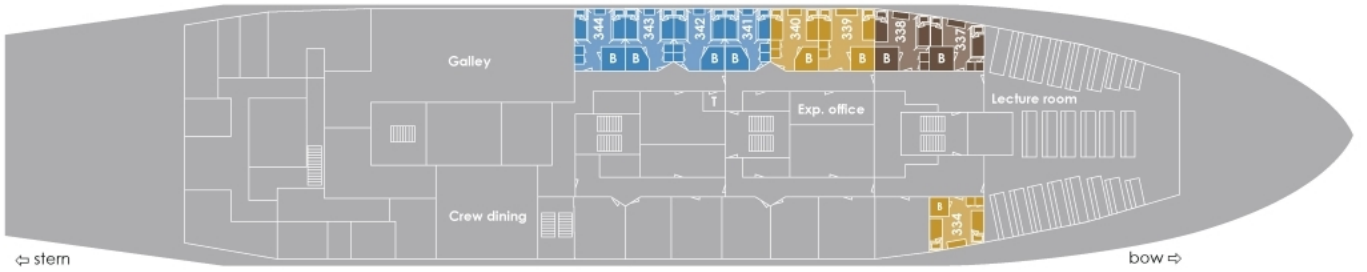 344
343
342
341
340
339
338
337
B
B
B
B
B
B
B
B
Galley
T
Exp. office
Lecture room
Crew dining
B
334
⇦ stern
bow ⇨